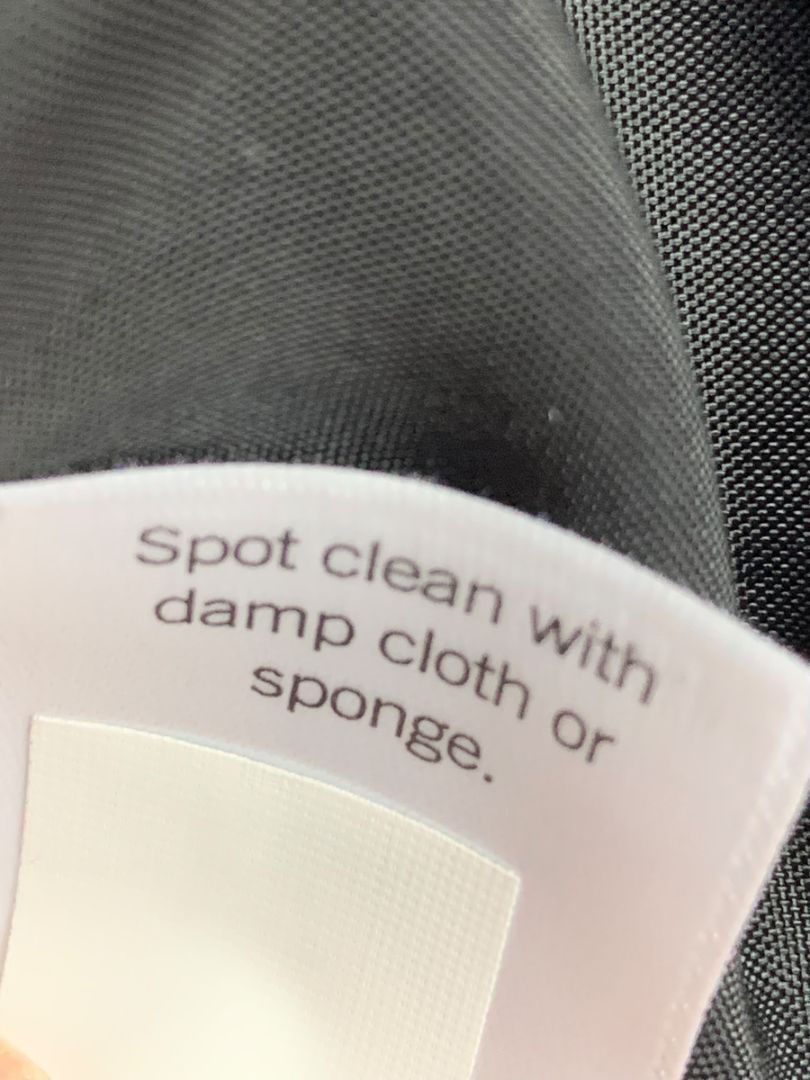 Spot clean with
damp cloth or
sponge.